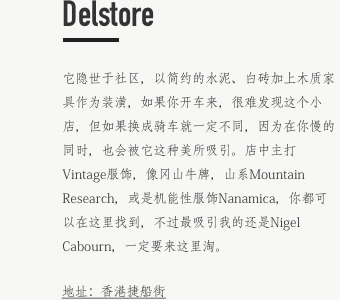 Delstore
它隐世于社区，以简约的水泥、白砖加上木质家
具作为装潢，如果你开车来，很难发现这个小
店，但如果换成骑车就一定不同，因为在你慢的
同时，也会被它这种美所吸引。店中主打
Vintage服饰，像冈山牛牌，山系Mountain
Research，或是机能性服饰Nanamica，你都可
以在这里找到，不过最吸引我的还是Nigel
Cabourn，一定要来这里淘。
地址：香港捷船街